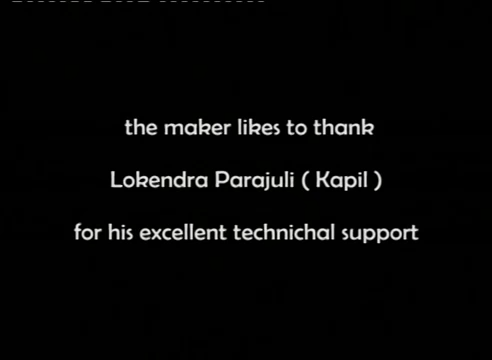 the maker likes to thank
Lokendra Parajuli ( Kapil )
for his excellent technichal support